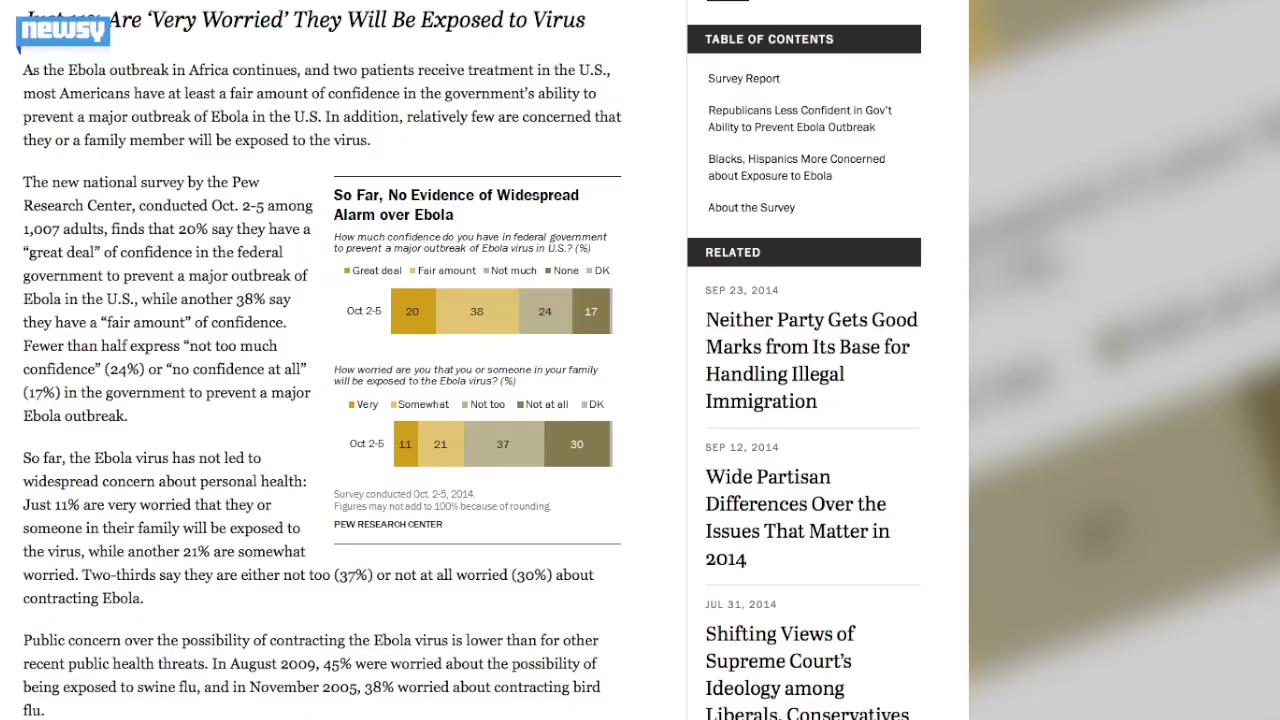 newsy
Are ‘Very Worried’ They Will Be Exposed to Virus
As the Ebola outbreak in Africa continues, and two patients receive treatment in the U.S.,
most Americans have at least a fair amount of confidence in the government’s ability to
prevent a major outbreak of Ebola in the U.S. In addition, relatively few are concerned that
they or a family member will be exposed to the virus.
The new national survey by the Pew
Research Center, conducted Oct. 2-5 among
1,007 adults, finds that 20% say they have a
“great deal” of confidence in the federal
government to prevent a major outbreak of
Ebola in the U.S., while another 38% say
they have a “fair amount” of confidence.
Fewer than half express “not too much
confidence” (24%) or “no confidence at all”
(17%) in the government to prevent a major
Ebola outbreak.
So far, the Ebola virus has not led to
widespread concern about personal health:
Just 11% are very worried that they or
someone in their family will be exposed to
the virus, while another 21% are somewhat
worried. Two-thirds say they are either not too (37%) or not at all worried (30%) about
contracting Ebola.
Public concern over the possibility of contracting the Ebola virus is lower than for other
recent public health threats. In August 2009, 45% were worried about the possibility of
being exposed to swine flu, and in November 2005, 38% worried about contracting bird
flu.
So Far, No Evidence of Widespread
Alarm over Ebola
How much confidence do you have in federal government
to prevent a major outbreak of Ebola virus in U.S.? (%)
Great deal Fair amount Not much None DK
Oct 2-5 20 38 24 17
How worried are you that you or someone in your family
will be exposed to the Ebola virus? (%)
Very Somewhat Not too Not at all DK
Oct 2-5 11 21 37 30
Survey conducted Oct. 2-5, 2014.
Figures may not add to 100% because of rounding.
PEW RESEARCH CENTER
TABLE OF CONTENTS
Survey Report
Republicans Less Confident in Gov’t
Ability to Prevent Ebola Outbreak
Blacks, Hispanics More Concerned
about Exposure to Ebola
About the Survey
RELATED
SEP 23, 2014
Neither Party Gets Good
Marks from Its Base for
Handling Illegal
Immigration
SEP 12, 2014
Wide Partisan
Differences Over the
Issues That Matter in
2014
JUL 31, 2014
Shifting Views of
Supreme Court’s
Ideology among
Liberals, Conservatives